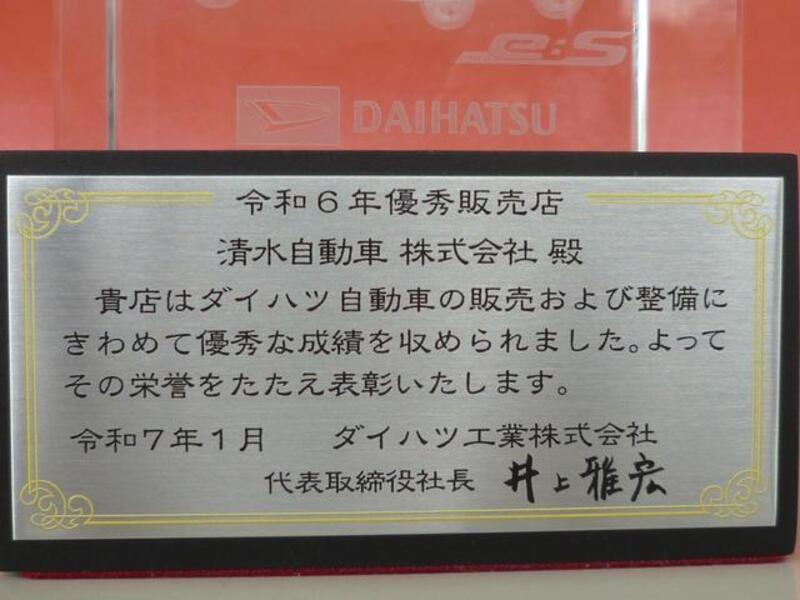 e:S
DAIHATSU
令和6年優秀販売店
清水自動車 株式会社 殿
貴店はダイハツ自動車の販売および整備に
きわめて優秀な成績を収められました。よって
その栄誉をたたえ表彰いたします。
令和7年1月 ダイハツ工業株式会社
代表取締役社長 井上雅宏